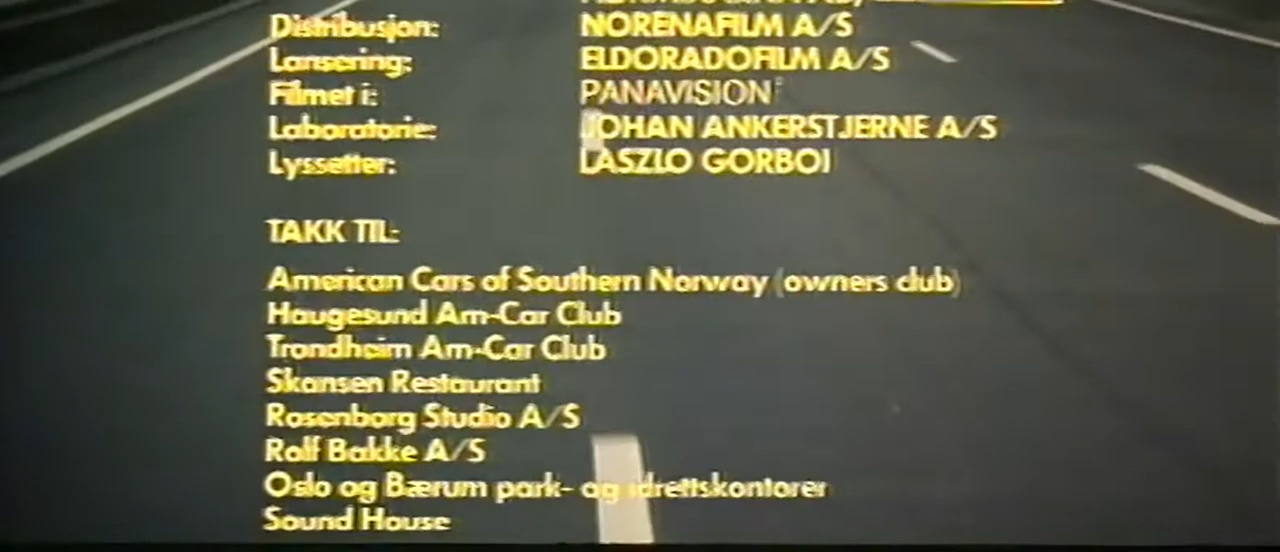 Distribusjon: NORENAFILM A/S
Lansering: ELDORADOFILM A/S
Filmet i: PANAVISION
Laboratorie: JOHAN ANKERSTJERNE A/S
Lyssetter: LASZLO GORBOI
TAKK TIL:
American Cars of Southern Norway (owners club)
Haugesund Am-Car Club
Trondheim Am-Car Club
Skansen Restaurant
Rosenborg Studio A/S
Rolf Bakke A/S
Oslo og Bærum park- og idrettskontorer
Sound House